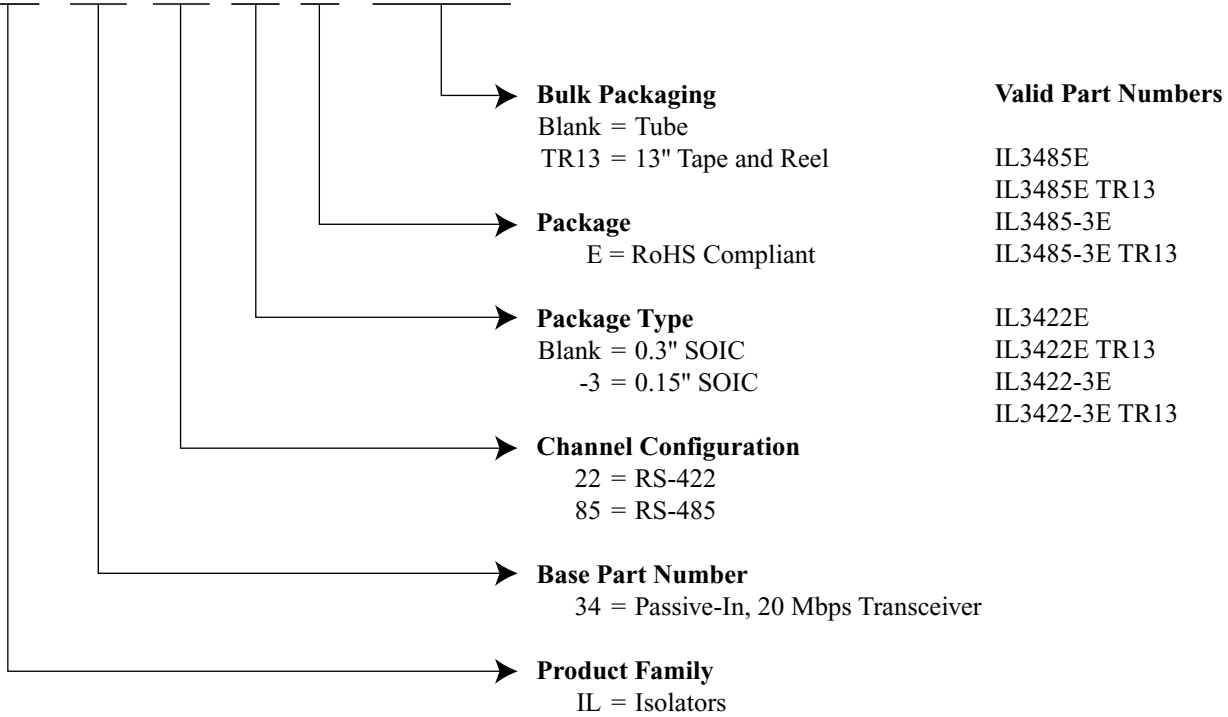 Bulk Packaging
Blank = Tube
TR13 = 13" Tape and Reel
Package
E = RoHS Compliant
Package Type
Blank = 0.3" SOIC
-3 = 0.15" SOIC
Channel Configuration
22 = RS-422
85 = RS-485
Base Part Number
34 = Passive-In, 20 Mbps Transceiver
Product Family
IL = Isolators
Valid Part Numbers
IL3485E
IL3485E TR13
IL3485-3E
IL3485-3E TR13
IL3422E
IL3422E TR13
IL3422-3E
IL3422-3E TR13